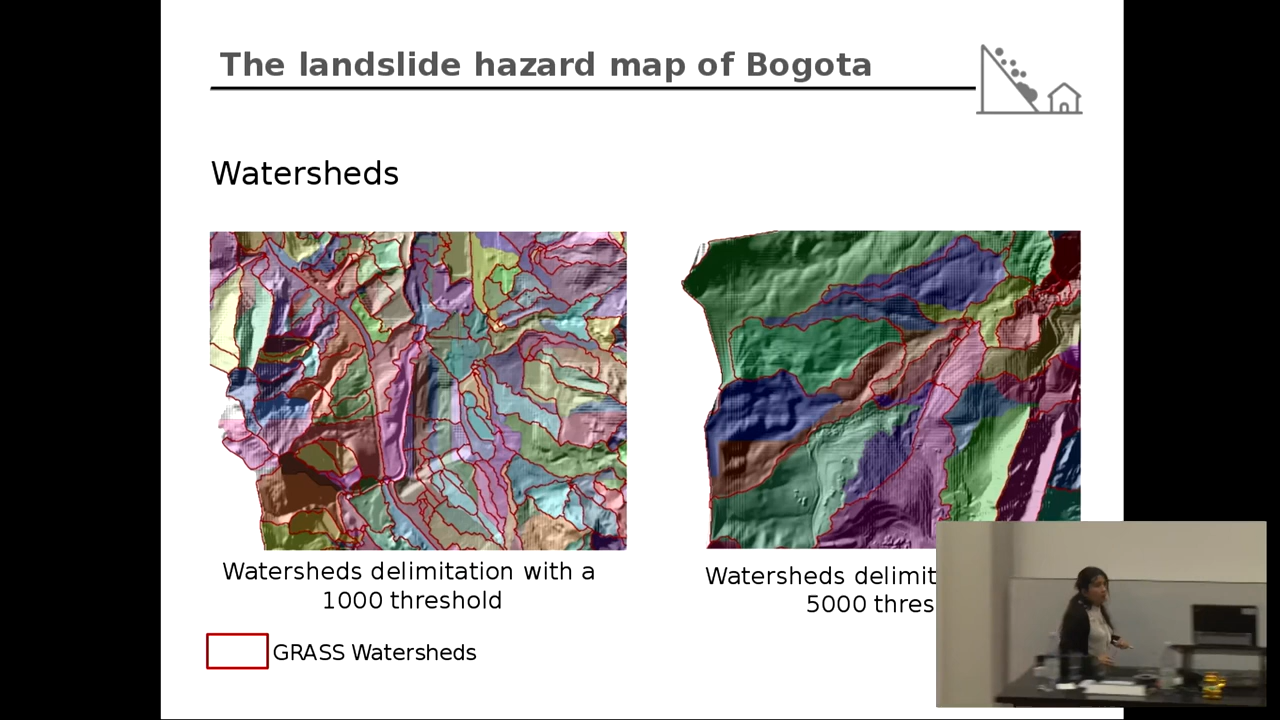 The landslide hazard map of Bogota
Watersheds
Watersheds delimitation with a
1000 threshold
Watersheds delimit
5000 thres
GRASS Watersheds